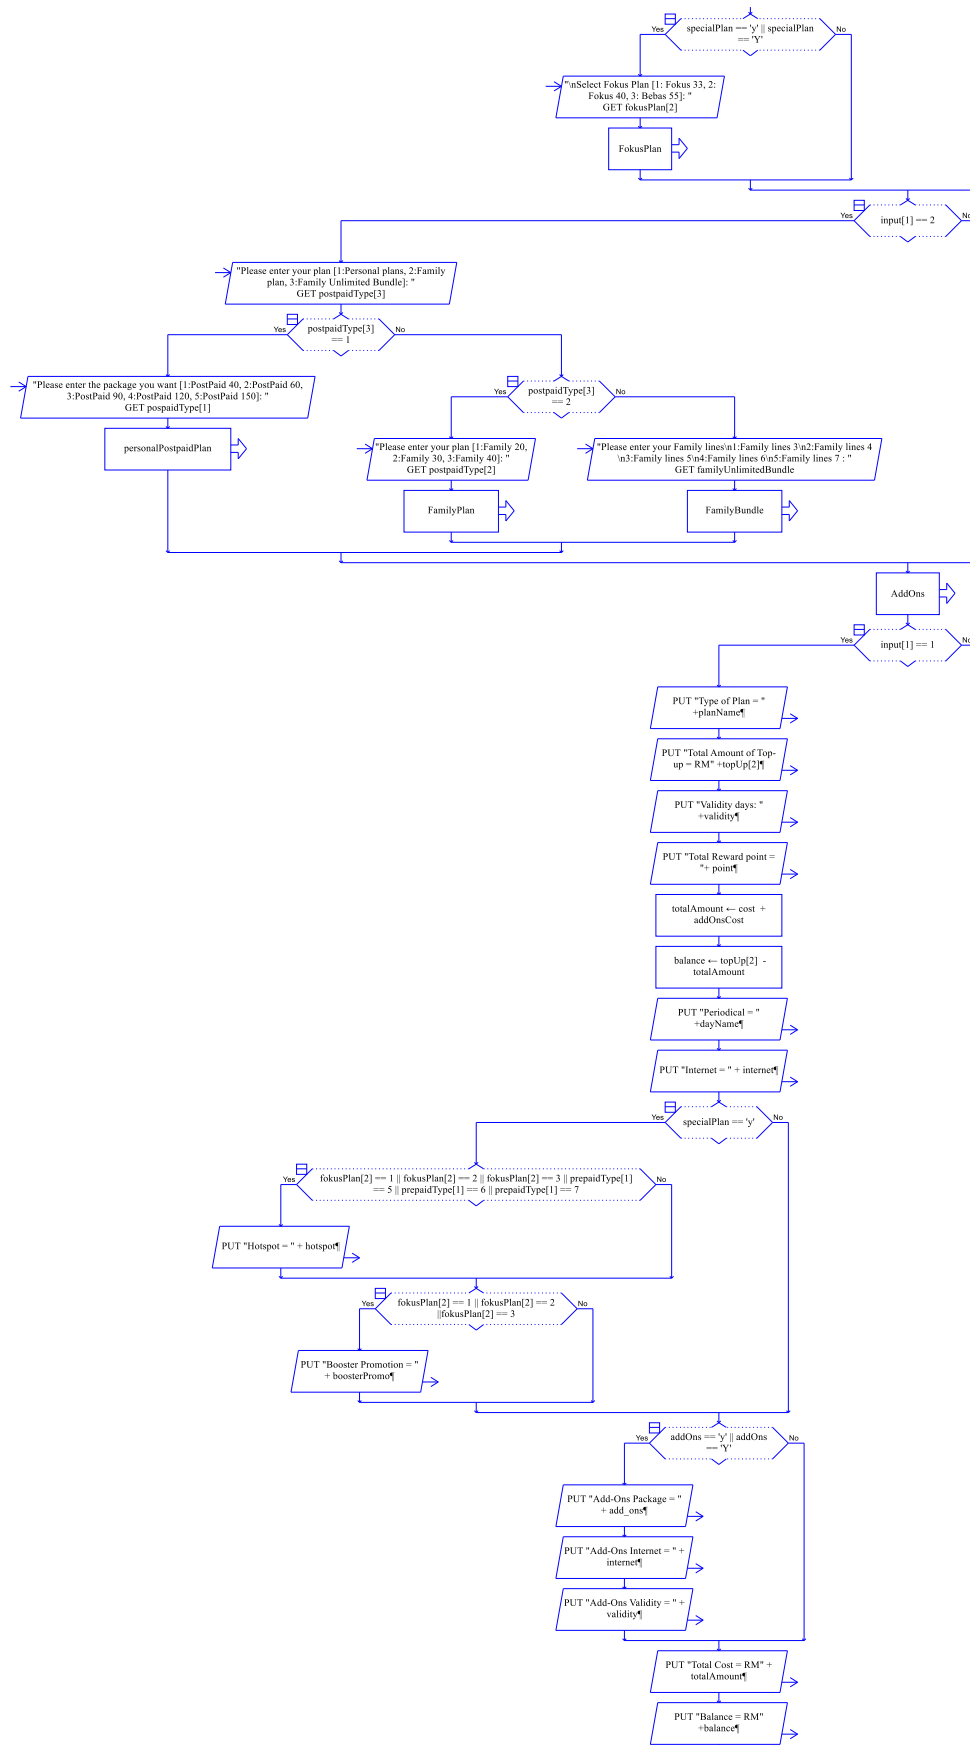 specialPlan == 'y' || specialPlan
== 'Y'
Yes
No
"\nSelect Fokus Plan [1: Fokus 33, 2:
Fokus 40, 3: Bebas 55]: "
GET fokusPlan[2]
FokusPlan
input[1] == 2
Yes
No
"Please enter your plan [1:Personal plans, 2:Family
plan, 3:Family Unlimited Bundle]: "
GET postpaidType[3]
postpaidType[3]
== 1
Yes
No
"Please enter the package you want [1:PostPaid 40, 2:PostPaid 60,
3:PostPaid 90, 4:PostPaid 120, 5:PostPaid 150]: "
GET pospaidType[1]
personalPostpaidPlan
postpaidType[3]
== 2
Yes
No
"Please enter your plan [1:Family 20,
2:Family 30, 3:Family 40]: "
GET postpaidType[2]
FamilyPlan
"Please enter your Family lines\n1:Family lines 3\n2:Family lines 4
\n3:Family lines 5\n4:Family lines 6\n5:Family lines 7 : "
GET familyUnlimitedBundle
FamilyBundle
AddOns
input[1] == 1
Yes
No
PUT "Type of Plan = "
+planName¶
PUT "Total Amount of Top-
up = RM" +topUp[2]¶
PUT "Validity days: "
+validity¶
PUT "Total Reward point =
"+ point¶
totalAmount ← cost +
addOnsCost
balance ← topUp[2] -
totalAmount
PUT "Periodical = "
+dayName¶
PUT "Internet = " + internet¶
specialPlan == 'y'
Yes
No
fokusPlan[2] == 1 || fokusPlan[2] == 2 || fokusPlan[2] == 3 || prepaidType[1]
== 5 || prepaidType[1] == 6 || prepaidType[1] == 7
Yes
No
PUT "Hotspot = " + hotspot¶
fokusPlan[2] == 1 || fokusPlan[2] == 2
||fokusPlan[2] == 3
Yes
No
PUT "Booster Promotion = "
+ boosterPromo¶
addOns == 'y' || addOns
== 'Y'
Yes
No
PUT "Add-Ons Package = "
+ add_ons¶
PUT "Add-Ons Internet = " +
internet¶
PUT "Add-Ons Validity = " +
validity¶
PUT "Total Cost = RM" +
totalAmount¶
PUT "Balance = RM"
+balance¶